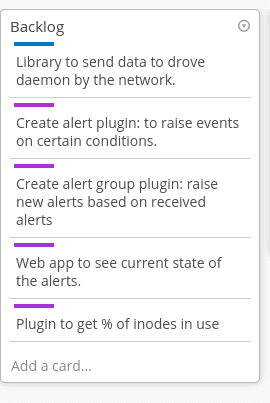 Backlog
Library to send data to drove
daemon by the network.
Create alert plugin: to raise events
on certain conditions.
Create alert group plugin: raise
new alerts based on received
alerts
Web app to see current state of
the alerts.
Plugin to get % of inodes in use
Add a card...